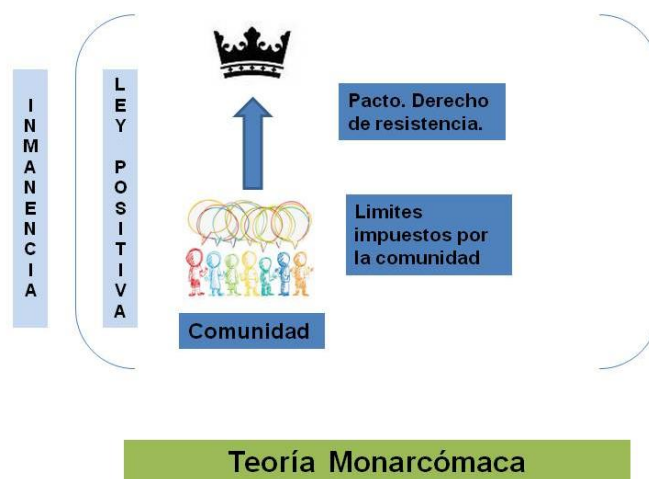 INMANENCIA
LEY POSITIVA
Pacto. Derecho
de resistencia.
Limites
impuestos por
la comunidad
Comunidad
Teoría Monarcómaca